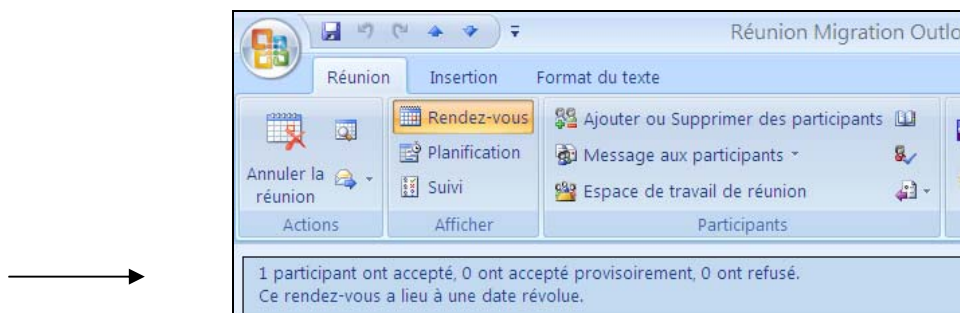 Réunion Migration Outlo
Réunion Insertion Format du texte
Rendez-vous Ajouter ou Supprimer des participants
Planification Message aux participants
Annuler la réunion Suivi Espace de travail de réunion
Actions Afficher Participants
1 participant ont accepté, 0 ont accepté provisoirement, 0 ont refusé.
Ce rendez-vous a lieu à une date révolue.